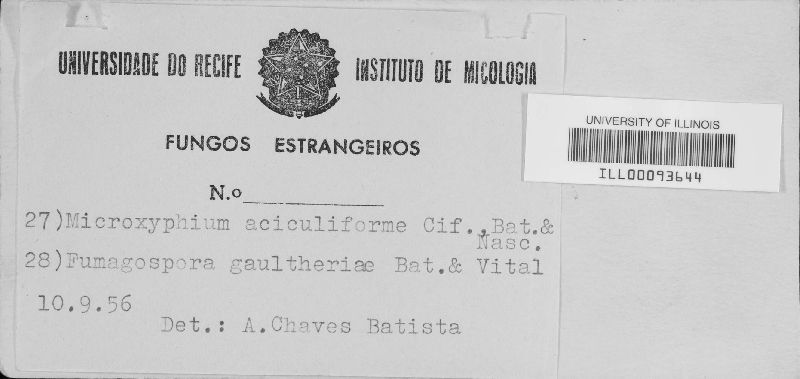 UNIVERSIDADE DO RECIFE INSTITUTO DE MICOLOGIA
FUNGOS ESTRANGEIROS
N.o
27)Microxyphium aciculiforme Cif.,Bat.&
Nasc.
28)Fumagospora gaultheriae Bat.& Vital
10.9.56
Det.: A.Chaves Batista
UNIVERSITY OF ILLINOIS
ILL00093644